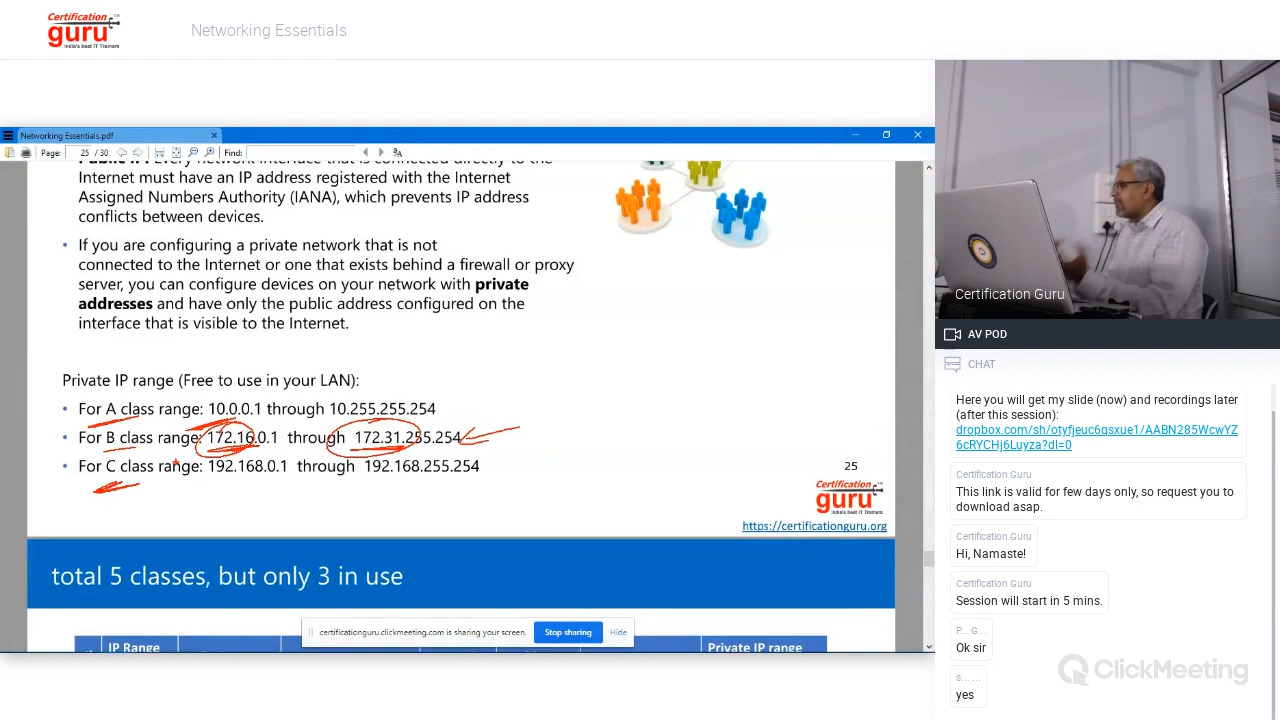 Certification
guru
India's best IT Trainers
Networking Essentials
Networking Essentials.pdf
Page: 25 / 30 Find:
Public IP: Every network interface that is connected directly to the
Internet must have an IP address registered with the Internet
Assigned Numbers Authority (IANA), which prevents IP address
conflicts between devices.
• If you are configuring a private network that is not
connected to the Internet or one that exists behind a firewall or proxy
server, you can configure devices on your network with private
addresses and have only the public address configured on the
interface that is visible to the Internet.
Private IP range (Free to use in your LAN):
• For A class range: 10.0.0.1 through 10.255.255.254
• For B class range: 172.16.0.1 through 172.31.255.254
• For C class range: 192.168.0.1 through 192.168.255.254
25
Certification
guru
India's best IT Trainers
https://certificationguru.org
total 5 classes, but only 3 in use
certificationguru.clickmeeting.com is sharing your screen. Stop sharing Hide
IP Range
Private IP range
Certification Guru
AV POD
CHAT
Here you will get my slide (now) and recordings later
(after this session):
dropbox.com/sh/otyfjeuc6qsxue1/AABN285WcwYZ
6cRYCHj6Luyza?dl=0
Certification Guru
This link is valid for few days only, so request you to
download asap.
Certification Guru
Hi, Namaste!
Certification Guru
Session will start in 5 mins.
P... G...
Ok sir
s... ...
yes
ClickMeeting